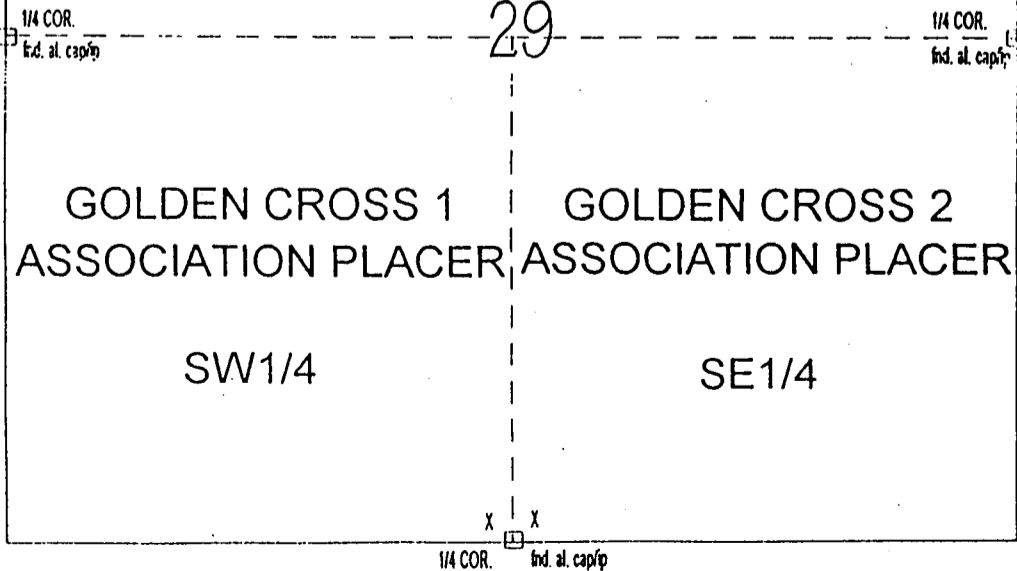 1/4 COR.
fnd. al. cap/ip
29
1/4 COR.
fnd. al. cap/ip
GOLDEN CROSS 1
ASSOCIATION PLACER
SW1/4
GOLDEN CROSS 2
ASSOCIATION PLACER
SE1/4
X X
1/4 COR. fnd. al. cap/ip